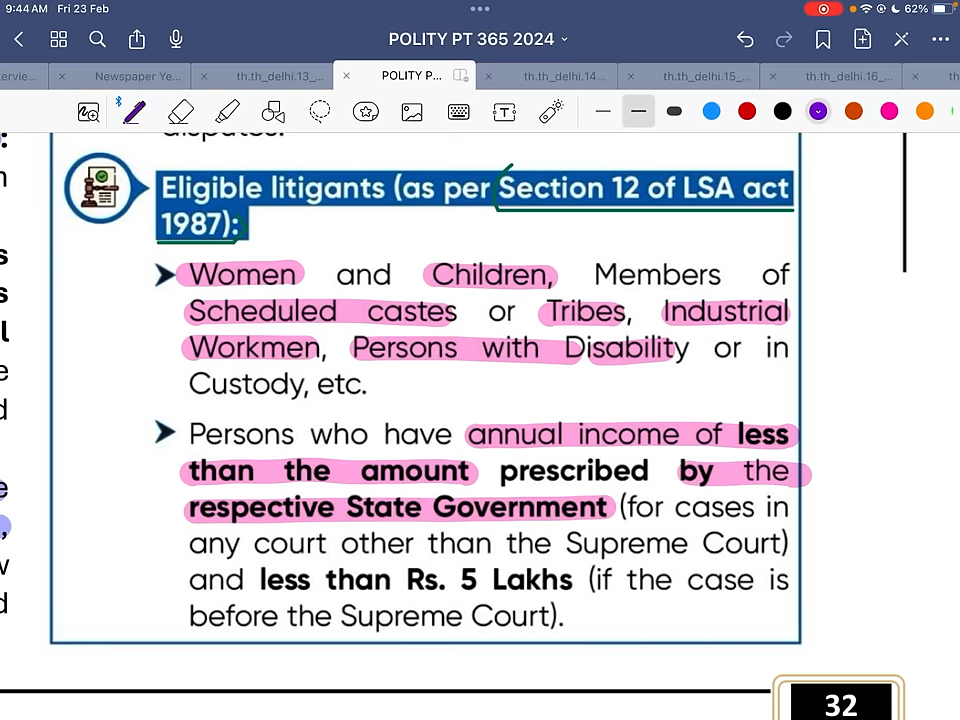 9:44 AM Fri 23 Feb
62%
POLITY PT 365 2024
tervie...
Newspaper Ye...
th.th_delhi.13_...
POLITY P...
th.th_delhi.14...
th.th_delhi.15_...
th.th_delhi.16_...
th
disputes.
Eligible litigants (as per Section 12 of LSA act
1987):
Women and Children, Members of
Scheduled castes or Tribes, Industrial
Workmen, Persons with Disability or in
Custody, etc.
Persons who have annual income of less
than the amount prescribed by the
respective State Government (for cases in
any court other than the Supreme Court)
and less than Rs. 5 Lakhs (if the case is
before the Supreme Court).
32